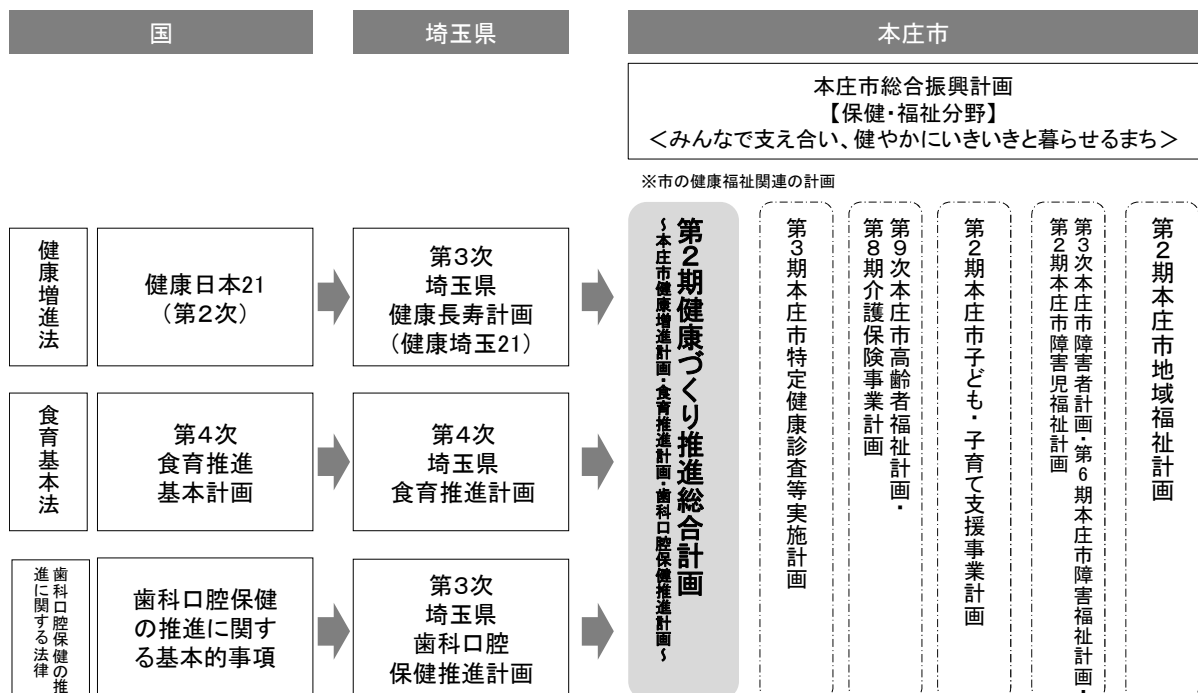 国
埼玉県
本庄市
本庄市総合振興計画
【保健・福祉分野】
＜みんなで支え合い、健やかにいきいきと暮らせるまち＞
※市の健康福祉関連の計画
健康増進法
健康日本21
（第２次）
第３次
埼玉県
健康長寿計画
（健康埼玉21）
食育基本法
第４次
食育推進
基本計画
第４次
埼玉県
食育推進計画
歯科口腔保健の推
進に関する法律
歯科口腔保健
の推進に関す
る基本的事項
第３次
埼玉県
歯科口腔
保健推進計画
第２期健康づくり推進総合計画
～本庄市健康増進計画・食育推進計画・歯科口腔保健推進計画～
第３期本庄市特定健康診査等実施計画
第９次本庄市高齢者福祉計画・
第８期介護保険事業計画
第２期本庄市子ども・子育て支援事業計画
第３次本庄市障害者計画・第６期本庄市障害福祉計画・
第２期本庄市障害児福祉計画
第２期本庄市地域福祉計画